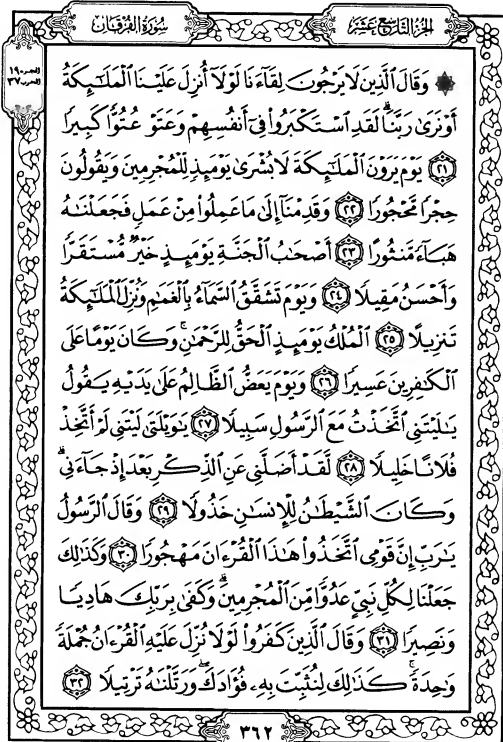 الجزء التاسع عشر
سورة الفرقان
الحزب ٣٧
۞ وَقَالَ ٱلَّذِينَ لَا يَرْجُونَ لِقَآءَنَا لَوْلَآ أُنزِلَ عَلَيْنَا ٱلْمَلَٰٓئِكَةُ
أَوْ نَرَىٰ رَبَّنَا ۗ لَقَدِ ٱسْتَكْبَرُوا۟ فِىٓ أَنفُسِهِمْ وَعَتَوْ عُتُوًّا كَبِيرًا
٢١ يَوْمَ يَرَوْنَ ٱلْمَلَٰٓئِكَةَ لَا بُشْرَىٰ يَوْمَئِذٍ لِّلْمُجْرِمِينَ وَيَقُولُونَ
حِجْرًا مَّحْجُورًا ٢٢ وَقَدِمْنَآ إِلَىٰ مَا عَمِلُوا۟ مِنْ عَمَلٍ فَجَعَلْنَٰهُ
هَبَآءً مَّنثُورًا ٢٣ أَصْحَٰبُ ٱلْجَنَّةِ يَوْمَئِذٍ خَيْرٌ مُّسْتَقَرًّا
وَأَحْسَنُ مَقِيلًا ٢٤ وَيَوْمَ تَشَقَّقُ ٱلسَّمَآءُ بِٱلْغَمَٰمِ وَنُزِّلَ ٱلْمَلَٰٓئِكَةُ
تَنزِيلًا ٢٥ ٱلْمُلْكُ يَوْمَئِذٍ ٱلْحَقُّ لِلرَّحْمَٰنِ ۚ وَكَانَ يَوْمًا عَلَى
ٱلْكَٰفِرِينَ عَسِيرًا ٢٦ وَيَوْمَ يَعَضُّ ٱلظَّالِمُ عَلَىٰ يَدَيْهِ يَقُولُ
يَٰلَيْتَنِى ٱتَّخَذْتُ مَعَ ٱلرَّسُولِ سَبِيلًا ٢٧ يَٰوَيْلَتَىٰ لَيْتَنِى لَمْ أَتَّخِذْ
فُلَانًا خَلِيلًا ٢٨ لَّقَدْ أَضَلَّنِى عَنِ ٱلذِّكْرِ بَعْدَ إِذْ جَآءَنِى ۗ
وَكَانَ ٱلشَّيْطَٰنُ لِلْإِنسَٰنِ خَذُولًا ٢٩ وَقَالَ ٱلرَّسُولُ
يَٰرَبِّ إِنَّ قَوْمِى ٱتَّخَذُوا۟ هَٰذَا ٱلْقُرْءَانَ مَهْجُورًا ٣٠ وَكَذَٰلِكَ
جَعَلْنَا لِكُلِّ نَبِىٍّ عَدُوًّا مِّنَ ٱلْمُجْرِمِينَ ۗ وَكَفَىٰ بِرَبِّكَ هَادِيًا
وَنَصِيرًا ٣١ وَقَالَ ٱلَّذِينَ كَفَرُوا۟ لَوْلَا نُزِّلَ عَلَيْهِ ٱلْقُرْءَانُ جُمْلَةً
وَٰحِدَةً ۚ كَذَٰلِكَ لِنُثَبِّتَ بِهِۦ فُؤَادَكَ ۖ وَرَتَّلْنَٰهُ تَرْتِيلًا ٣٢
٣٦٢